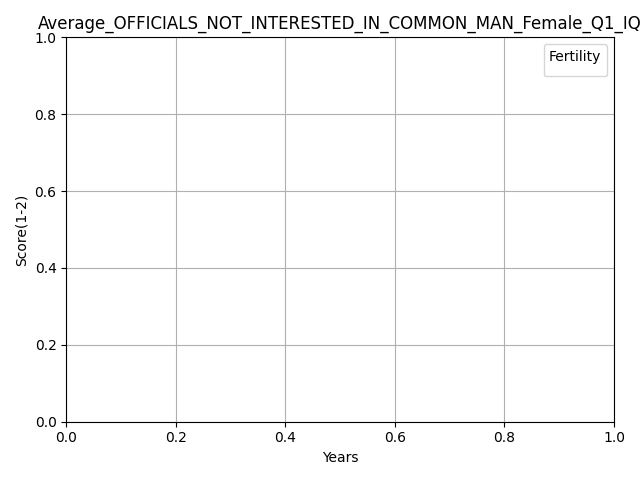 Average_OFFICIALS_NOT_INTERESTED_IN_COMMON_MAN_Female_Q1_IQ
Fertility
1.0
0.8
0.6
0.4
0.2
0.0
Score(1-2)
0.0 0.2 0.4 0.6 0.8 1.0
Years